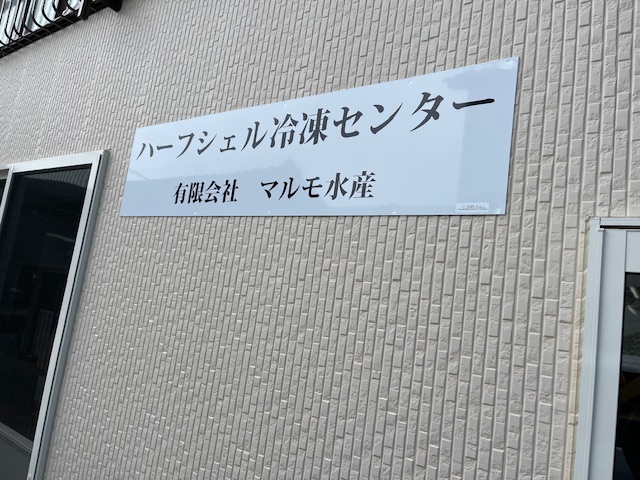 ハーフシェル冷凍センター
有限会社　マルモ水産